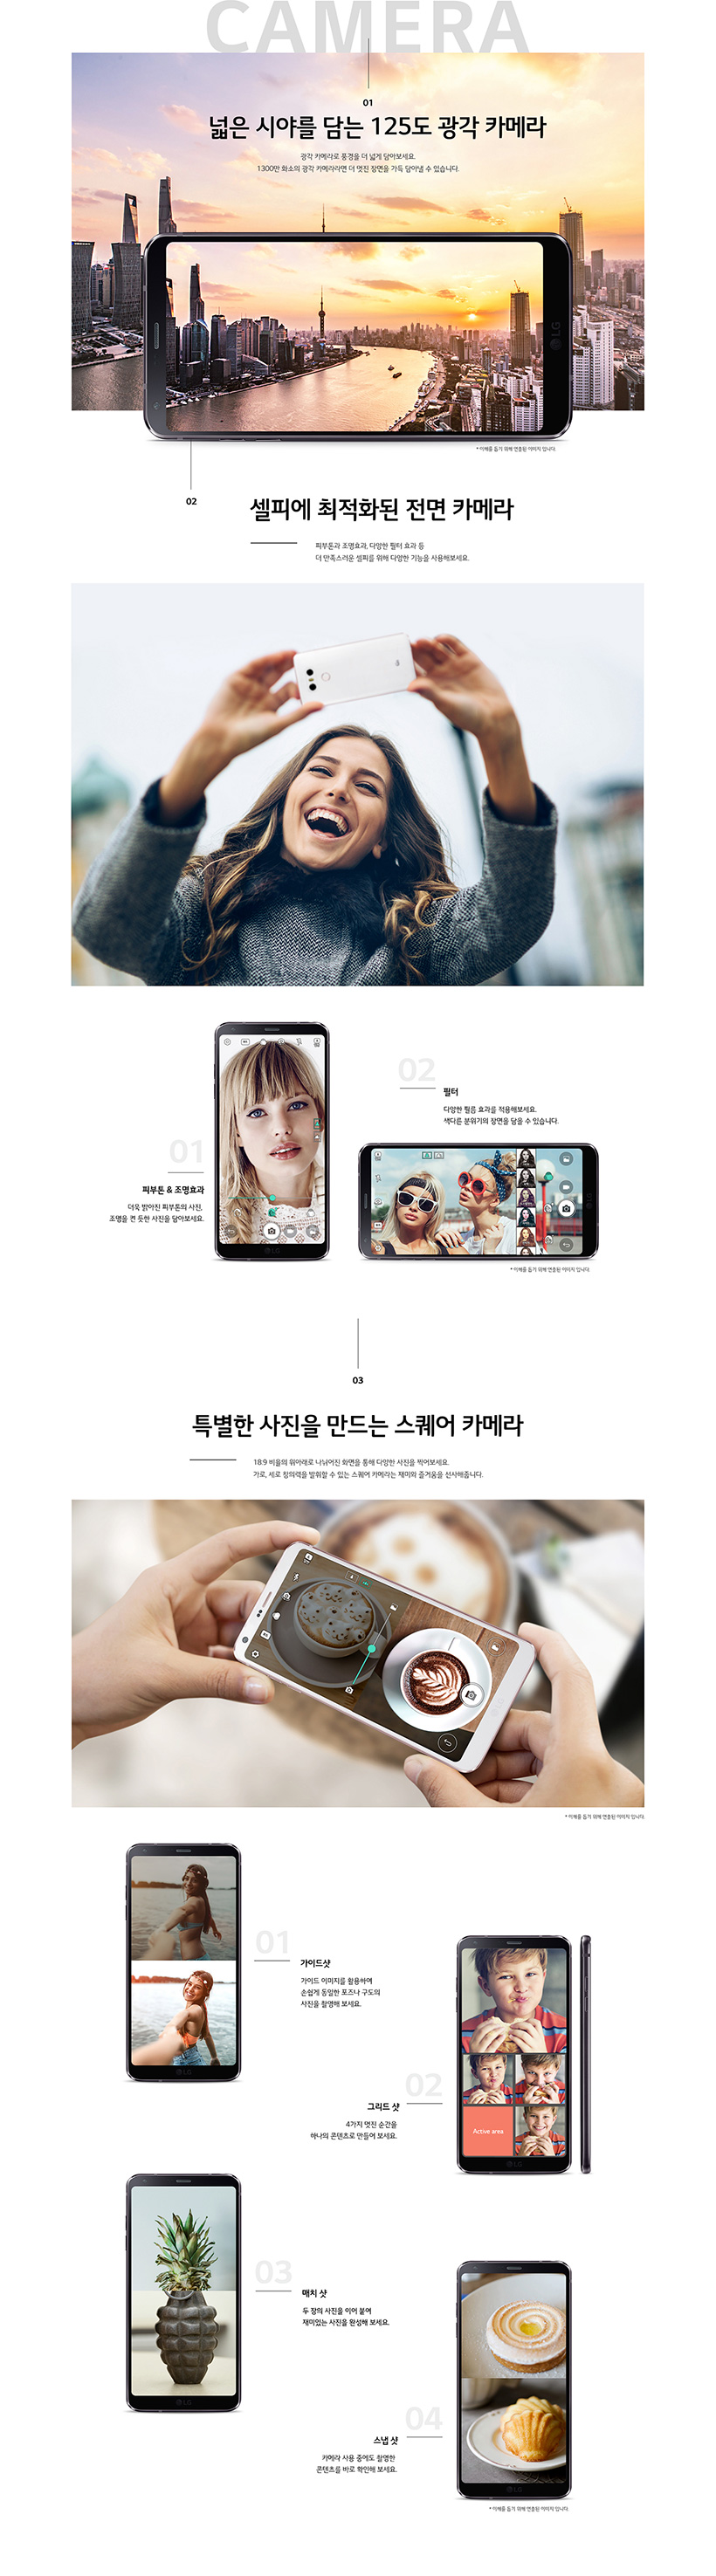 CAMERA
01
넓은 시야를 담는 125도 광각 카메라
광각 카메라로 풍경을 더 넓게 담아보세요.
1300만 화소의 광각 카메라라면 더 멋진 장면을 가득 담아낼 수 있습니다.
LG
* 이해를 돕기 위해 연출된 이미지 입니다.
02
셀피에 최적화된 전면 카메라
피부톤과 조명효과, 다양한 필터 효과 등
더 만족스러운 셀피를 위해 다양한 기능을 사용해보세요.
01
피부톤 & 조명효과
더욱 밝아진 피부톤의 사진,
조명을 켠 듯한 사진을 담아보세요.
LG
02
필터
다양한 필름 효과를 적용해보세요.
색다른 분위기의 장면을 담을 수 있습니다.
* 이해를 돕기 위해 연출된 이미지 입니다.
03
특별한 사진을 만드는 스퀘어 카메라
18:9 비율의 위아래로 나뉘어진 화면을 통해 다양한 사진을 찍어보세요.
가로, 세로 창의력을 발휘할 수 있는 스퀘어 카메라는 재미와 즐거움을 선사해줍니다.
* 이해를 돕기 위해 연출된 이미지 입니다.
01
가이드샷
가이드 이미지를 활용하여
손쉽게 동일한 포즈나 구도의
사진을 촬영해 보세요.
LG
02
그리드 샷
4가지 멋진 순간을
하나의 콘텐츠로 만들어 보세요.
Active area
LG
03
매치 샷
두 장의 사진을 이어 붙여
재미있는 사진을 완성해 보세요.
LG
04
스냅 샷
카메라 사용 중에도 촬영한
콘텐츠를 바로 확인해 보세요.
LG
* 이해를 돕기 위해 연출된 이미지 입니다.